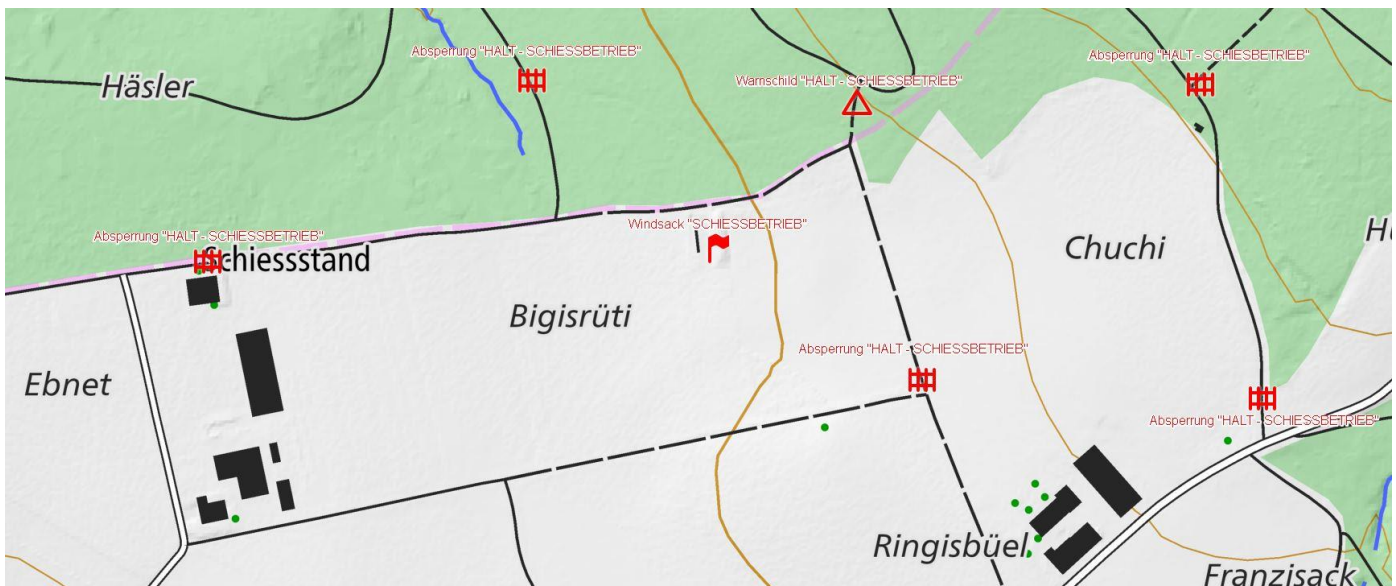 Absperrung "HALT - SCHIESSBETRIEB"
Absperrung "HALT - SCHIESSBETRIEB"
Häsler
Warnschild "HALT - SCHIESSBETRIEB"
Windsack "SCHIESSBETRIEB"
Absperrung "HALT - SCHIESSBETRIEB"
Schiessstand
Chuchi
Bigisrüti
Absperrung "HALT - SCHIESSBETRIEB"
Ebnet
Absperrung "HALT - SCHIESSBETRIEB"
Ringisbüel
Franzisack